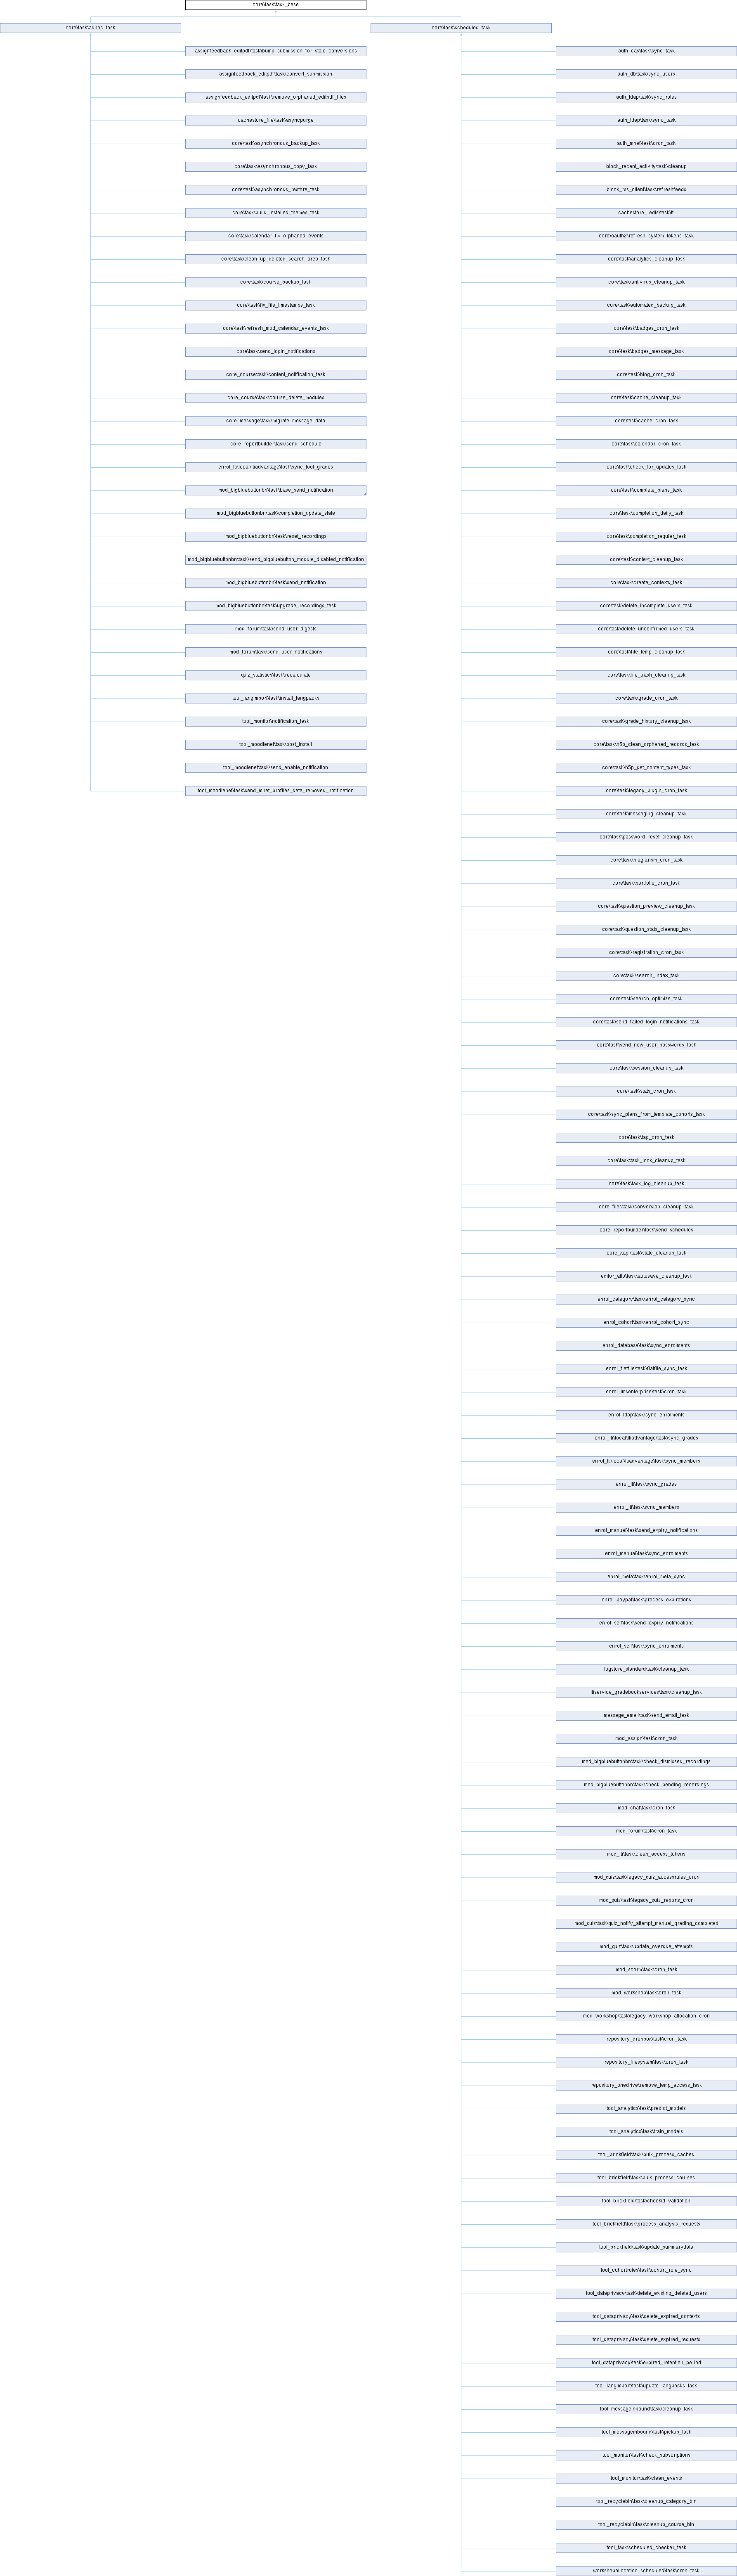 core\task\task_base
core\task\adhoc_task
core\task\scheduled_task
assignfeedback_editpdf\task\bump_submission_for_stale_conversions
assignfeedback_editpdf\task\convert_submission
assignfeedback_editpdf\task\remove_orphaned_editpdf_files
cachestore_file\task\asyncpurge
core\task\asynchronous_backup_task
core\task\asynchronous_copy_task
core\task\asynchronous_restore_task
core\task\build_installed_themes_task
core\task\calendar_fix_orphaned_events
core\task\clean_up_deleted_search_area_task
core\task\course_backup_task
core\task\fix_file_timestamps_task
core\task\refresh_mod_calendar_events_task
core\task\send_login_notifications
core_course\task\content_notification_task
core_course\task\course_delete_modules
core_message\task\migrate_message_data
core_reportbuilder\task\send_schedule
enrol_lti\local\ltiadvantage\task\sync_tool_grades
mod_bigbluebuttonbn\task\base_send_notification
mod_bigbluebuttonbn\task\completion_update_state
mod_bigbluebuttonbn\task\reset_recordings
mod_bigbluebuttonbn\task\send_bigbluebutton_module_disabled_notification
mod_bigbluebuttonbn\task\send_notification
mod_bigbluebuttonbn\task\upgrade_recordings_task
mod_forum\task\send_user_digests
mod_forum\task\send_user_notifications
quiz_statistics\task\recalculate
tool_langimport\task\install_langpacks
tool_monitor\notification_task
tool_moodlenet\task\post_install
tool_moodlenet\task\send_enable_notification
tool_moodlenet\task\send_mnet_profiles_data_removed_notification
auth_cas\task\sync_task
auth_db\task\sync_users
auth_ldap\task\sync_roles
auth_ldap\task\sync_task
auth_mnet\task\cron_task
block_recent_activity\task\cleanup
block_rss_client\task\refreshfeeds
cachestore_redis\task\ttl
core\oauth2\refresh_system_tokens_task
core\task\analytics_cleanup_task
core\task\antivirus_cleanup_task
core\task\automated_backup_task
core\task\badges_cron_task
core\task\badges_message_task
core\task\blog_cron_task
core\task\cache_cleanup_task
core\task\cache_cron_task
core\task\calendar_cron_task
core\task\check_for_updates_task
core\task\complete_plans_task
core\task\completion_daily_task
core\task\completion_regular_task
core\task\context_cleanup_task
core\task\create_contexts_task
core\task\delete_incomplete_users_task
core\task\delete_unconfirmed_users_task
core\task\file_temp_cleanup_task
core\task\file_trash_cleanup_task
core\task\grade_cron_task
core\task\grade_history_cleanup_task
core\task\h5p_clean_orphaned_records_task
core\task\h5p_get_content_types_task
core\task\legacy_plugin_cron_task
core\task\messaging_cleanup_task
core\task\password_reset_cleanup_task
core\task\plagiarism_cron_task
core\task\portfolio_cron_task
core\task\question_preview_cleanup_task
core\task\question_stats_cleanup_task
core\task\registration_cron_task
core\task\search_index_task
core\task\search_optimize_task
core\task\send_failed_login_notifications_task
core\task\send_new_user_passwords_task
core\task\session_cleanup_task
core\task\stats_cron_task
core\task\sync_plans_from_template_cohorts_task
core\task\tag_cron_task
core\task\task_lock_cleanup_task
core\task\task_log_cleanup_task
core_files\task\conversion_cleanup_task
core_reportbuilder\task\send_schedules
core_xapi\task\state_cleanup_task
editor_atto\task\autosave_cleanup_task
enrol_category\task\enrol_category_sync
enrol_cohort\task\enrol_cohort_sync
enrol_database\task\sync_enrolments
enrol_flatfile\task\flatfile_sync_task
enrol_imsenterprise\task\cron_task
enrol_ldap\task\sync_enrolments
enrol_lti\local\ltiadvantage\task\sync_grades
enrol_lti\local\ltiadvantage\task\sync_members
enrol_lti\task\sync_grades
enrol_lti\task\sync_members
enrol_manual\task\send_expiry_notifications
enrol_manual\task\sync_enrolments
enrol_meta\task\enrol_meta_sync
enrol_paypal\task\process_expirations
enrol_self\task\send_expiry_notifications
enrol_self\task\sync_enrolments
logstore_standard\task\cleanup_task
ltiservice_gradebookservices\task\cleanup_task
message_email\task\send_email_task
mod_assign\task\cron_task
mod_bigbluebuttonbn\task\check_dismissed_recordings
mod_bigbluebuttonbn\task\check_pending_recordings
mod_chat\task\cron_task
mod_forum\task\cron_task
mod_lti\task\clean_access_tokens
mod_quiz\task\legacy_quiz_accessrules_cron
mod_quiz\task\legacy_quiz_reports_cron
mod_quiz\task\quiz_notify_attempt_manual_grading_completed
mod_quiz\task\update_overdue_attempts
mod_scorm\task\cron_task
mod_workshop\task\cron_task
mod_workshop\task\legacy_workshop_allocation_cron
repository_dropbox\task\cron_task
repository_filesystem\task\cron_task
repository_onedrive\remove_temp_access_task
tool_analytics\task\predict_models
tool_analytics\task\train_models
tool_brickfield\task\bulk_process_caches
tool_brickfield\task\bulk_process_courses
tool_brickfield\task\checkid_validation
tool_brickfield\task\process_analysis_requests
tool_brickfield\task\update_summarydata
tool_cohortroles\task\cohort_role_sync
tool_dataprivacy\task\delete_existing_deleted_users
tool_dataprivacy\task\delete_expired_contexts
tool_dataprivacy\task\delete_expired_requests
tool_dataprivacy\task\expired_retention_period
tool_langimport\task\update_langpacks_task
tool_messageinbound\task\cleanup_task
tool_messageinbound\task\pickup_task
tool_monitor\task\check_subscriptions
tool_monitor\task\clean_events
tool_recyclebin\task\cleanup_category_bin
tool_recyclebin\task\cleanup_course_bin
tool_task\scheduled_checker_task
workshopallocation_scheduled\task\cron_task